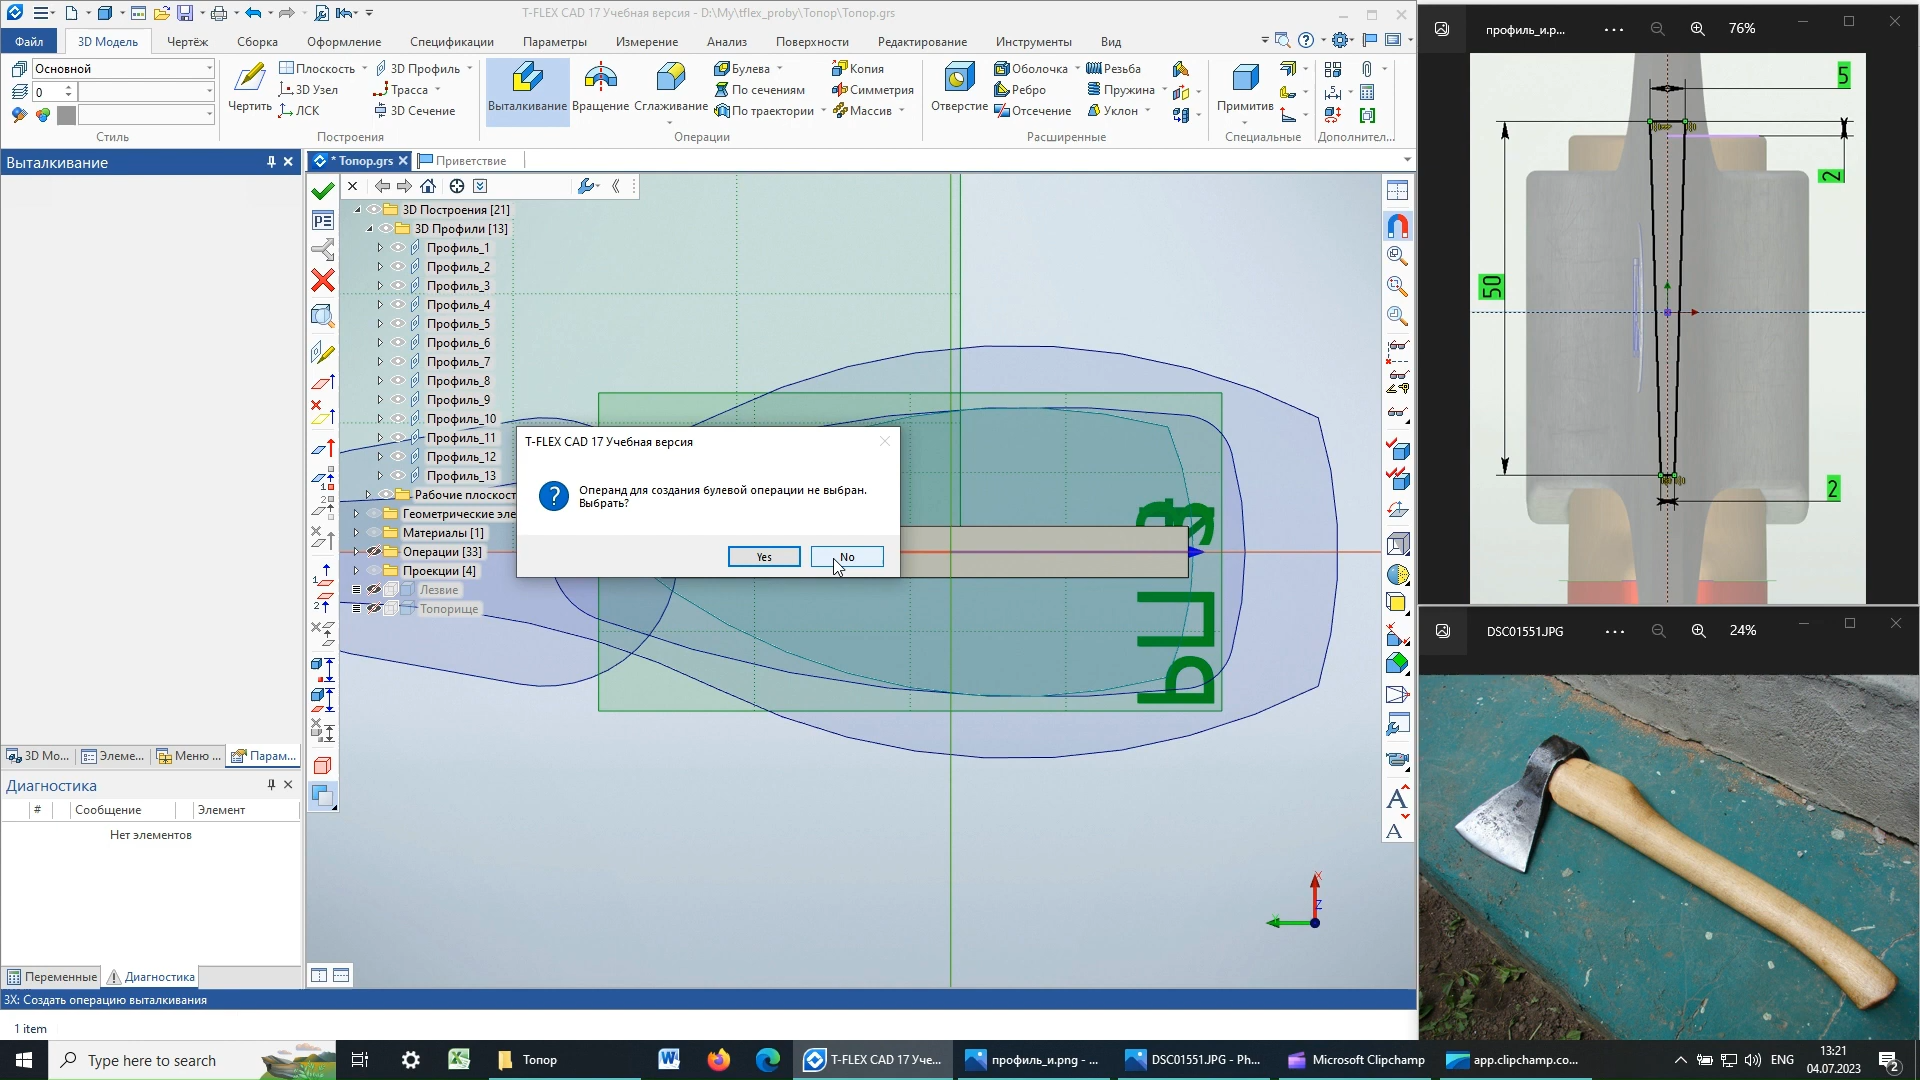 T-FLEX CAD 17 Учебная версия - D:\My\tflex_proby\Топор\Топор.grs
Файл
3D Модель
Чертёж
Сборка
Оформление
Спецификации
Параметры
Измерение
Анализ
Поверхности
Редактирование
Инструменты
Вид
Основной
0
Стиль
Чертить
Плоскость
3D Узел
ЛСК
3D Профиль
Трасса
3D Сечение
Построения
Выталкивание
Вращение
Сглаживание
Булева
По сечениям
По траектории
Копия
Симметрия
Массив
Операции
Отверстие
Оболочка
Ребро
Отсечение
Резьба
Пружина
Уклон
Расширенные
Примитив
Специальные
Дополнител...
Выталкивание
* Топор.grs
Приветствие
3D Построения [21]
3D Профили [13]
Профиль_1
Профиль_2
Профиль_3
Профиль_4
Профиль_5
Профиль_6
Профиль_7
Профиль_8
Профиль_9
Профиль_10
Профиль_11
Профиль_12
Профиль_13
Рабочие плоскост
Геометрические эле
Материалы [1]
Операции [33]
Проекции [4]
Лезвие
Топорище
T-FLEX CAD 17 Учебная версия
Операнд для создания булевой операции не выбран.
Выбрать?
Yes
No
3D Мо...
Элеме...
Меню ...
Парам...
Диагностика
#
Сообщение
Элемент
Нет элементов
Переменные
Диагностика
3X: Создать операцию выталкивания
1 item
X
Z
профиль_и.p...
76%
5
2
50
2
DSC01551.JPG
24%
Type here to search
Топор
T-FLEX CAD 17 Уче...
профиль_и.png - ...
DSC01551.JPG - Ph...
Microsoft Clipchamp
app.clipchamp.co...
ENG
13:21
04.07.2023
2